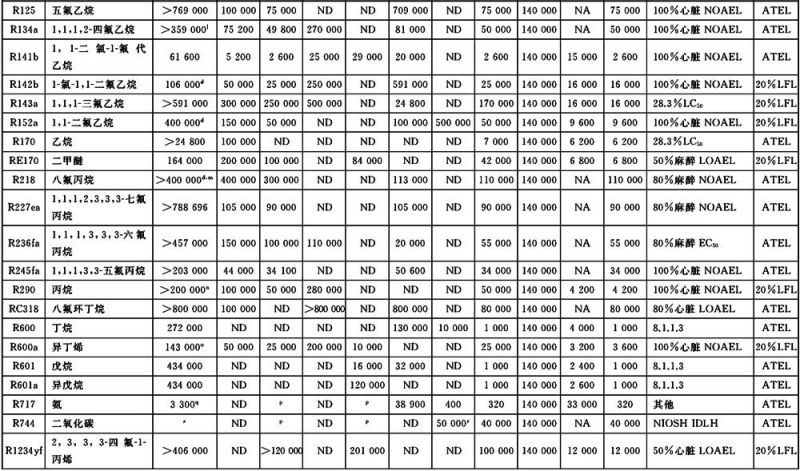 R125 五氟乙烷 >769 000 100 000 75 000 ND ND 709 000 ND 75 000 140 000 NA 75 000 100%心脏 NOAEL ATEL
R134a 1,1,1,2-四氟乙烷 >359 000l 75 200 49 800 270 000 ND 81 000 ND 50 000 140 000 NA 50 000 100%心脏 NOAEL ATEL
R141b 1, 1-二 氯-1-氟 代 61 600 5 200 2 600 25 000 29 000 20 000 ND 2 600 140 000 15 000 2 600 100%心脏 NOAEL ATEL
乙烷
R142b 1-氯-1,1-二氟乙烷 106 000d 50 000 25 000 250 000 ND 591 000 ND 25 000 140 000 16 000 16 000 100%心脏 NOAEL 20%LFL
R143a 1,1,1-三氟乙烷 >591 000 300 000 250 000 500 000 ND 24 800 ND 170 000 140 000 16 000 16 000 28.3%LC50 20%LFL
R152a 1,1-二氟乙烷 400 000d 150 000 50 000 ND ND 100 000 500 000 50 000 140 000 9 600 9 600 100%心脏 NOAEL 20%LFL
R170 乙烷 >24 800 100 000 ND ND ND ND ND 7 000 140 000 6 200 6 200 28.3%LC50 20%LFL
RE170 二甲醚 164 000 200 000 100 000 ND 84 000 ND ND 42 000 140 000 6 800 6 800 50%麻醉 LOAEL 20%LFL
R218 八氟丙烷 >400 000d·m 400 000 300 000 ND ND 113 000 ND 110 000 140 000 NA 110 000 80%麻醉 NOAEL ATEL
R227ea 1,1,1,2,3,3,3-七氟 >788 696 105 000 90 000 ND ND 105 000 ND 90 000 140 000 NA 90 000 80%麻醉 NOAEL ATEL
丙烷
R236fa 1, 1, 1, 3, 3, 3-六 氟 >457 000 150 000 100 000 110 000 ND 20 000 ND 55 000 140 000 NA 55 000 80%麻醉 EC50 ATEL
丙烷
R245fa 1,1,1,3,3-五氟丙烷 >203 000 44 000 34 100 ND ND 50 600 ND 34 000 140 000 NA 34 000 100%心脏 NOAEL ATEL
R290 丙烷 >200 000n 100 000 50 000 280 000 ND ND ND 50 000 140 000 4 200 4 200 100%心脏 NOAEL 20%LFL
RC318 八氟环丁烷 >800 000 100 000 ND >800 000 ND 800 000 ND 80 000 140 000 NA 80 000 80%心脏 LOAEL ATEL
R600 丁烷 272 000 ND ND ND ND 130 000 10 000 1 000 140 000 4 000 1 000 8.1.1.3 ATEL
R600a 异丁烯 143 000o 50 000 25 000 200 000 10 000 ND ND 25 000 140 000 3 200 3 600 100%心脏 NOAEL 20%LFL
R601 戊烷 434 000 ND ND ND 16 000 32 000 ND 1 000 140 000 2 400 1 000 8.1.1.3 ATEL
R601a 异戊烷 434 000 ND ND ND 120 000 ND ND 1 000 140 000 2 600 1 000 8.1.1.3 ATEL
R717 氨 3 300q ND p ND p 38 900 400 320 140 000 33 000 320 其他 ATEL
R744 二氧化碳 ND p ND p ND 50 000r 40 000 140 000 NA 40 000 NIOSH IDLH ATEL
R1234yf 2, 3, 3, 3-四 氟-1- >406 000 ND >120 000 ND 201 000 ND ND 100 000 140 000 12 000 12 000 50%心脏 LOAEL 20%LFL
丙烯